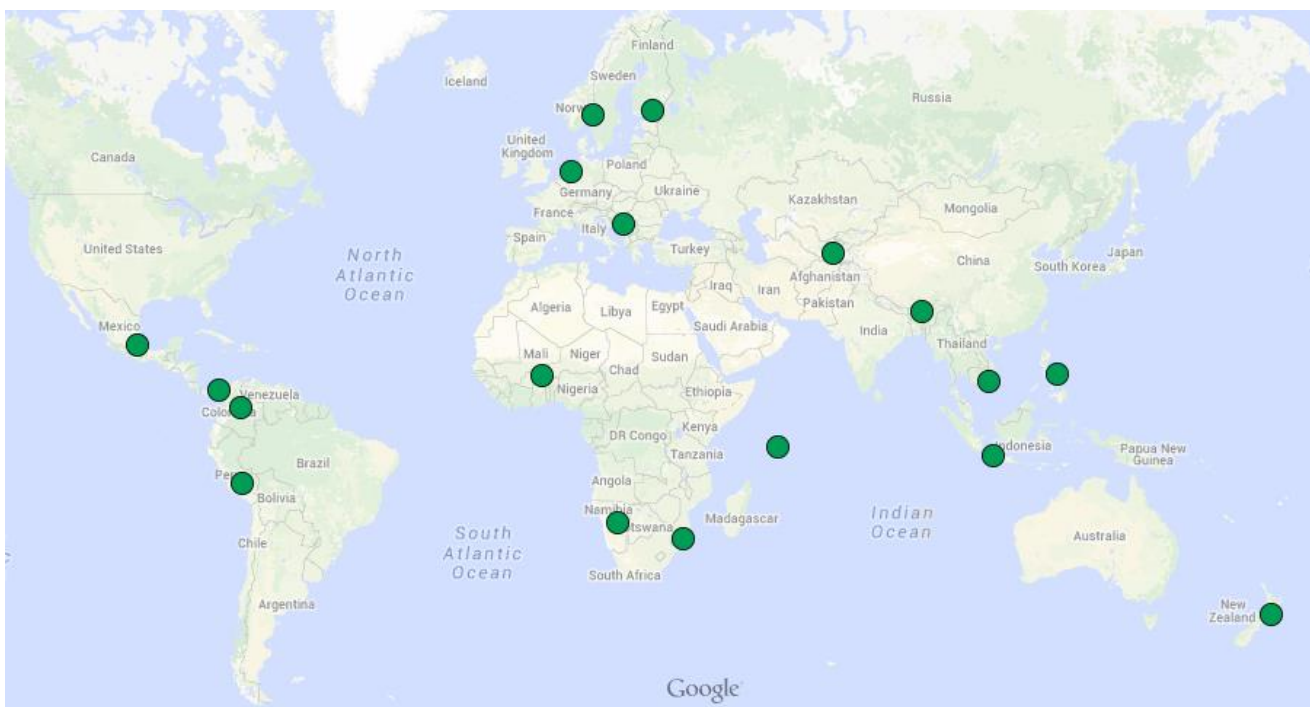 Finland
Iceland
Sweden
Norw
Russia
United
Kingdom
Canada
Poland
Germany
Ukraine
Kazakhstan
Mongolia
France
Italy
Spain
United States
North
Atlantic
Ocean
Turkey
Japan
China
South Korea
Afghanistan
Iraq
Iran
Pakistan
Algeria
Libya
Egypt
Saudi Arabia
India
Mexico
Thailand
Mali
Niger
Chad
Sudan
Nigeria
Ethiopia
Venezuela
Colo
a
Kenya
DR Congo
Tanzania
ndonesia
Papua New
Guinea
Brazil
Per
Bolivia
Angola
Namibia
tswana
Madagascar
Indian
Ocean
South
Atlantic
Ocean
Chile
Australia
South Africa
Argentina
New
Zealand
Google